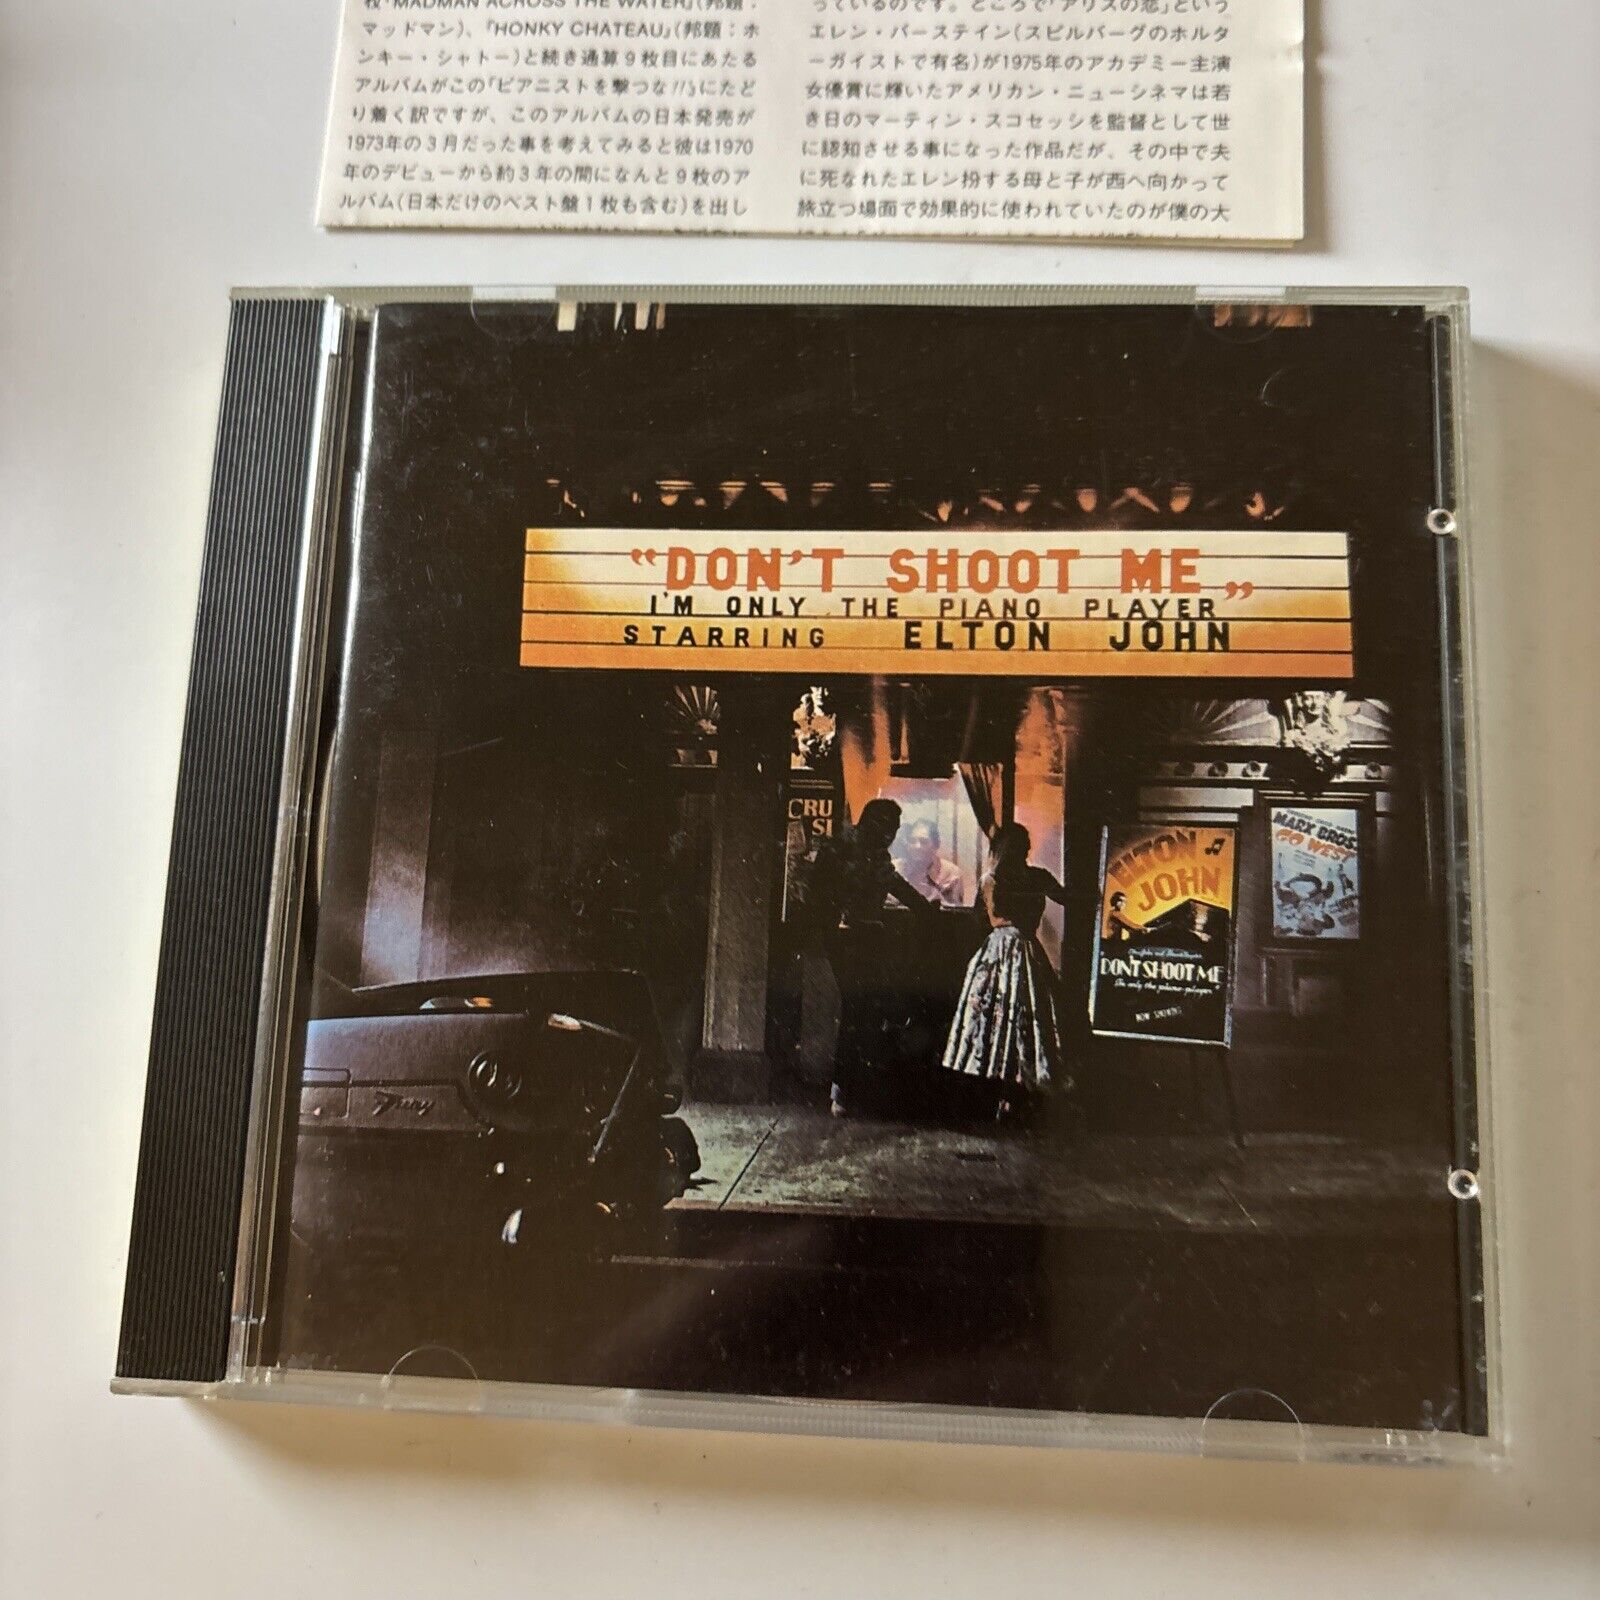 枚「MADMAN ACROSS THE WATER」(邦題：
マッドマン)、「HONKY CHATEAU」(邦題：ホ
ンキー・シャトー)と続き通算9枚目にあたる
アルバムがこの「ピアニストを撃つな!!」にたど
り着く訳ですが、このアルバムの日本発売が
1973年の3月だった事を考えてみると彼は1970
年のデビューから約3年の間になんと9枚のア
ルバム(日本だけのベスト盤1枚も含む)を出し
っているのです。ところで「アリスの恋」という
エレン・バーステイン(スピルバーグのホルタ
ーガイストで有名)が1975年のアカデミー主演
女優賞に輝いたアメリカン・ニューシネマは若
き日のマーティン・スコセッシを監督として世
に認知させる事になった作品だが、その中で夫
に死なれたエレン扮する母と子が西へ向かって
旅立つ場面で効果的に使われていたのが僕の大
"DON'T SHOOT ME"
I'M ONLY THE PIANO PLAYER
STARRING ELTON JOHN
CRU
SI
ELTON
JOHN
DON'T SHOOT ME
I'm only the piano player"
NOW SHOWING
MARX BROS.
GO WEST
Fury